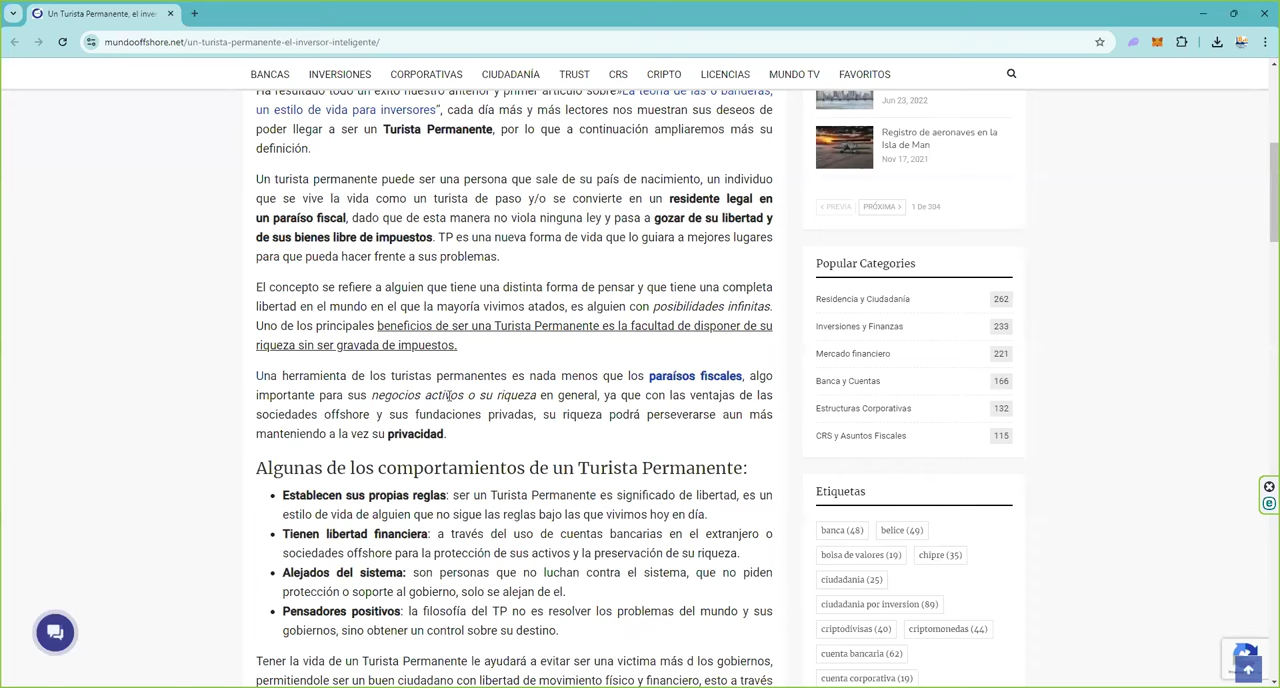 Un Turista Permanente, el inver
mundooffshore.net/un-turista-permanente-el-inversor-inteligente/
BANCAS INVERSIONES CORPORATIVAS CIUDADANÍA TRUST CRS CRIPTO LICENCIAS MUNDO TV FAVORITOS
Ha resultado todo un éxito nuestro anterior y primer artículo sobre»La teoría de las 6 banderas,
un estilo de vida para inversores”, cada día más y más lectores nos muestran sus deseos de
poder llegar a ser un Turista Permanente, por lo que a continuación ampliaremos más su
definición.
Un turista permanente puede ser una persona que sale de su país de nacimiento, un individuo
que se vive la vida como un turista de paso y/o se convierte en un residente legal en
un paraíso fiscal, dado que de esta manera no viola ninguna ley y pasa a gozar de su libertad y
de sus bienes libre de impuestos. TP es una nueva forma de vida que lo guiara a mejores lugares
para que pueda hacer frente a sus problemas.
El concepto se refiere a alguien que tiene una distinta forma de pensar y que tiene una completa
libertad en el mundo en el que la mayoría vivimos atados, es alguien con posibilidades infinitas.
Uno de los principales beneficios de ser una Turista Permanente es la facultad de disponer de su
riqueza sin ser gravada de impuestos.
Una herramienta de los turistas permanentes es nada menos que los paraísos fiscales, algo
importante para sus negocios activos o su riqueza en general, ya que con las ventajas de las
sociedades offshore y sus fundaciones privadas, su riqueza podrá perseverarse aun más
manteniendo a la vez su privacidad.
Algunas de los comportamientos de un Turista Permanente:
• Establecen sus propias reglas: ser un Turista Permanente es significado de libertad, es un
estilo de vida de alguien que no sigue las reglas bajo las que vivimos hoy en día.
• Tienen libertad financiera: a través del uso de cuentas bancarias en el extranjero o
sociedades offshore para la protección de sus activos y la preservación de su riqueza.
• Alejados del sistema: son personas que no luchan contra el sistema, que no piden
protección o soporte al gobierno, solo se alejan de el.
• Pensadores positivos: la filosofía del TP no es resolver los problemas del mundo y sus
gobiernos, sino obtener un control sobre su destino.
Tener la vida de un Turista Permanente le ayudará a evitar ser una victima más d los gobiernos,
permitiendole ser un buen ciudadano con libertad de movimiento físico y financiero, esto a través
Jun 23, 2022
Registro de aeronaves en la
Isla de Man
Nov 17, 2021
PREVIA PRÓXIMA 1 De 304
Popular Categories
Residencia y Ciudadanía 262
Inversiones y Finanzas 233
Mercado financiero 221
Banca y Cuentas 166
Estructuras Corporativas 132
CRS y Asuntos Fiscales 115
Etiquetas
banca (48) belice (49)
bolsa de valores (19) chipre (35)
ciudadania (25)
ciudadania por inversion (89)
criptodivisas (40) criptomonedas (44)
cuenta bancaria (62)
cuenta corporativa (19)